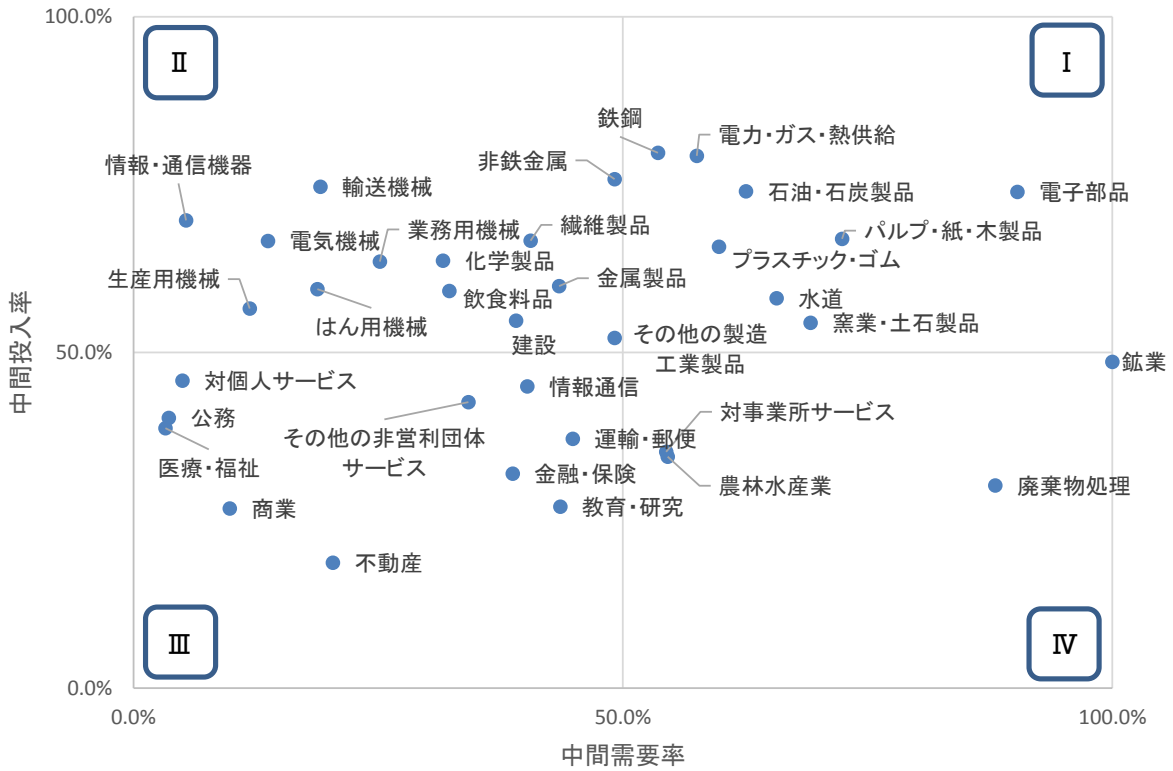 100.0%
Ⅱ
Ⅰ
鉄鋼
電力・ガス・熱供給
情報・通信機器
非鉄金属
輸送機械
石油・石炭製品
電子部品
業務用機械
繊維製品
パルプ・紙・木製品
電気機械
化学製品
プラスチック・ゴム
生産用機械
金属製品
飲食料品
水道
はん用機械
建設
その他の製造
工業製品
窯業・土石製品
中間投入率
50.0%
鉱業
対個人サービス
情報通信
公務
対事業所サービス
その他の非営利団体
サービス
運輸・郵便
医療・福祉
金融・保険
農林水産業
廃棄物処理
商業
教育・研究
不動産
Ⅲ
Ⅳ
0.0%
0.0%
50.0%
100.0%
中間需要率